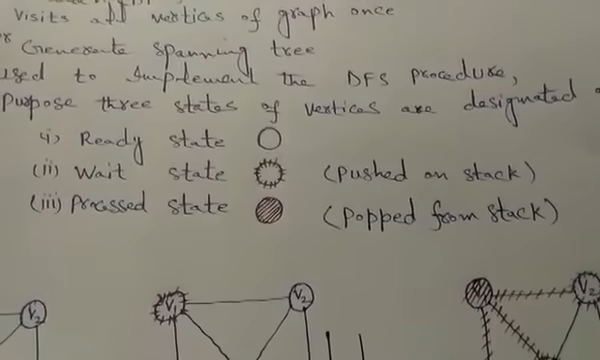 visits all vertices of graph once
Generate spanning tree
used to implement the DFS procedure,
Purpose three states of vertices are designated
(i) Ready state
(ii) Wait state (Pushed on stack)
(iii) Processed state (Popped from stack)
V2 V1 V2 V2